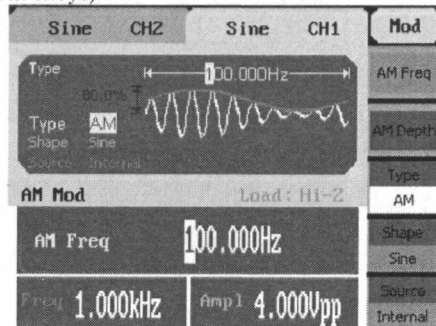 Sine CH2 Sine CH1 Mod
Type 100.000Hz
80.0%
AM Freq
Type AM
Shape Sine
Source Internal
AM Depth
AM Mod Load: Hi-Z
Type
AM
AM Freq 100.000Hz
Shape
Sine
Freq 1.000kHz Ampl 4.000Vpp
Source
Internal